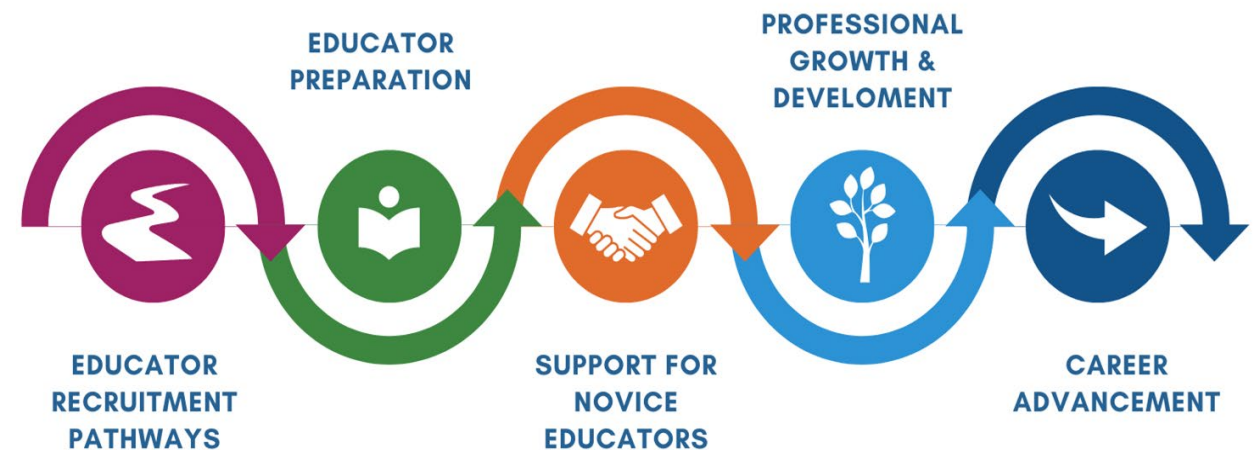 EDUCATOR
RECRUITMENT
PATHWAYS
EDUCATOR
PREPARATION
SUPPORT FOR
NOVICE
EDUCATORS
PROFESSIONAL
GROWTH &
DEVELOMENT
CAREER
ADVANCEMENT